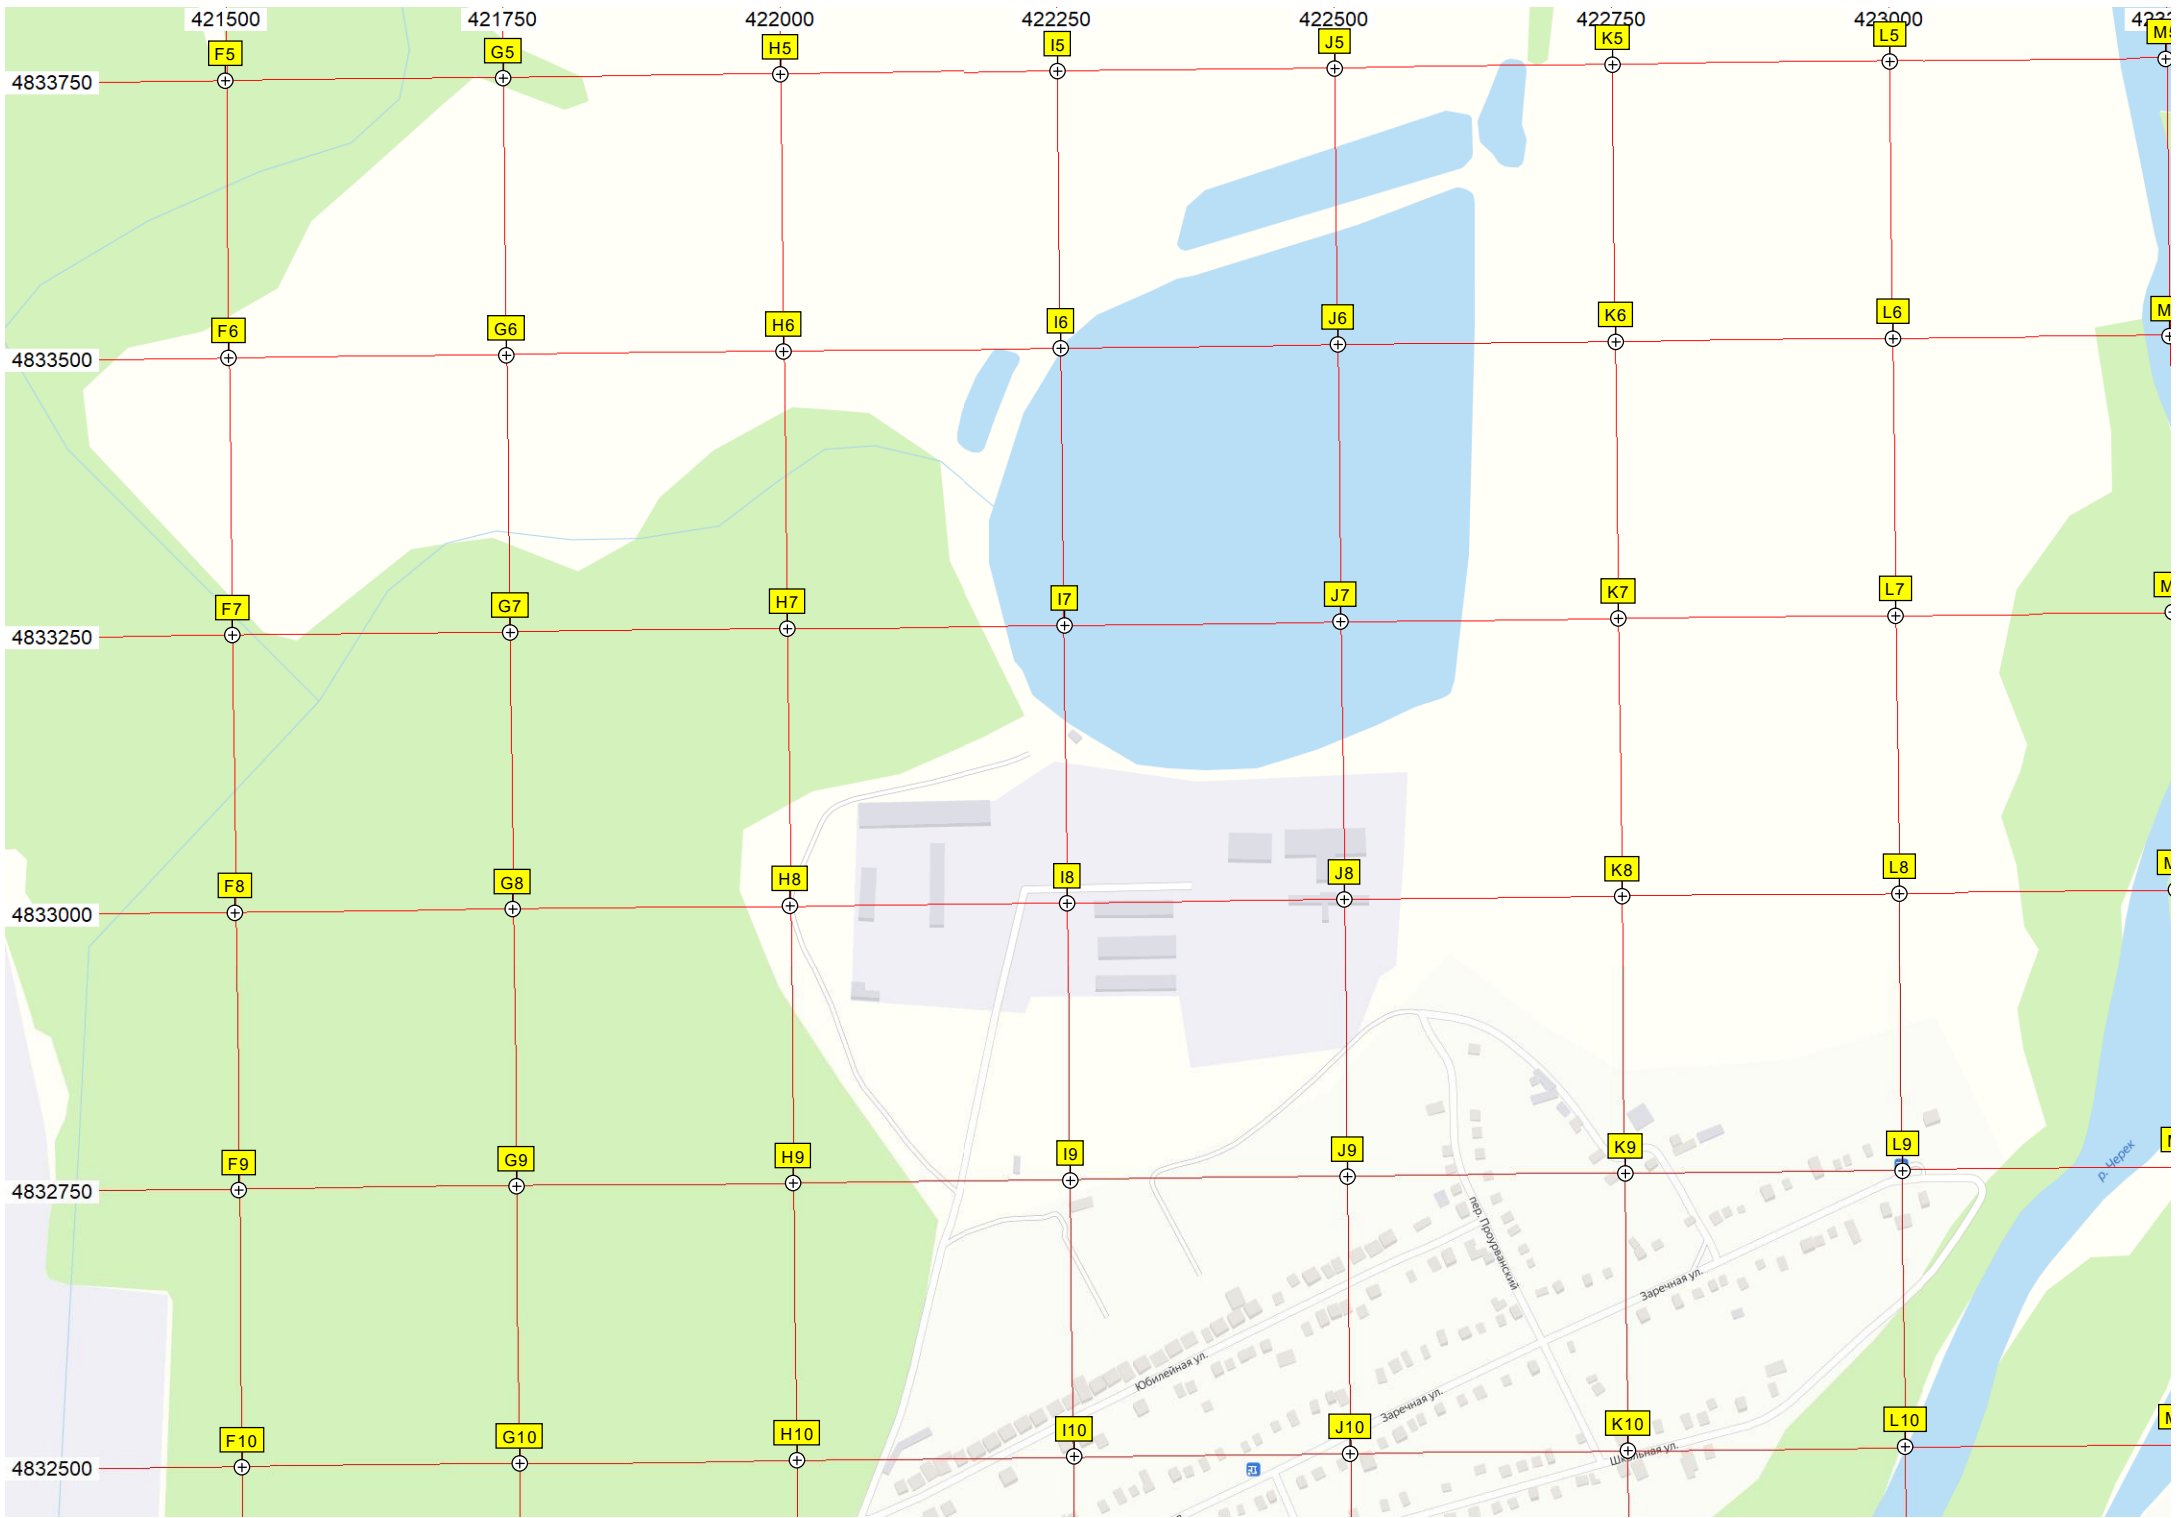 421500 421750 422000 422250 422500 422750 423000
F5 G5 H5 I5 J5 K5 L5
4833750
F6 G6 H6 I6 J6 K6 L6
4833500
F7 G7 H7 I7 J7 K7 L7
4833250
F8 G8 H8 I8 J8 K8 L8
4833000
F9 G9 H9 I9 J9 K9 L9
4832750
р. Черек
пер. Проурванский
Заречная ул.
Юбилейная ул.
Заречная ул.
F10 G10 H10 I10 J10 K10 L10
4832500
Школьная ул.